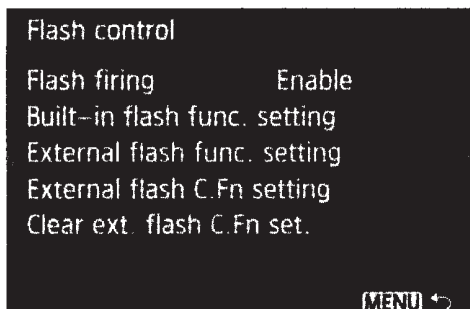 Flash control
Flash firing Enable
Built-in flash func. setting
External flash func. setting
External flash C.Fn setting
Clear ext. flash C.Fn set.
MENU